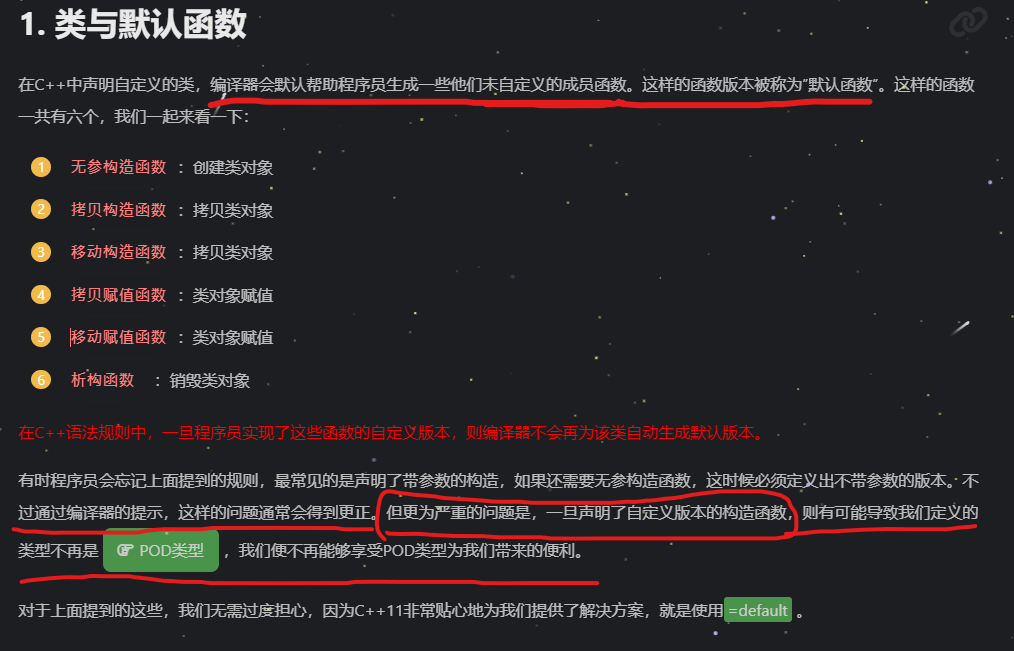 1. 类与默认函数
在C++中声明自定义的类，编译器会默认帮助程序员生成一些他们未自定义的成员函数。这样的函数版本被称为”默认函数”。这样的函数
一共有六个，我们一起来看一下：
1 无参构造函数 ：创建类对象
2 拷贝构造函数 ：拷贝类对象
3 移动构造函数 ：拷贝类对象
4 拷贝赋值函数 ：类对象赋值
5 移动赋值函数 ：类对象赋值
6 析构函数 ：销毁类对象
在C++语法规则中，一旦程序员实现了这些函数的自定义版本，则编译器不会再为该类自动生成默认版本。
有时程序员会忘记上面提到的规则，最常见的是声明了带参数的构造，如果还需要无参构造函数，这时候必须定义出不带参数的版本。不
过通过编译器的提示，这样的问题通常会得到更正。但更为严重的问题是，一旦声明了自定义版本的构造函数，则有可能导致我们定义的
类型不再是 POD类型 ，我们便不再能够享受POD类型为我们带来的便利。
对于上面提到的这些，我们无需过度担心，因为C++11非常贴心地为我们提供了解决方案，就是使用 =default 。